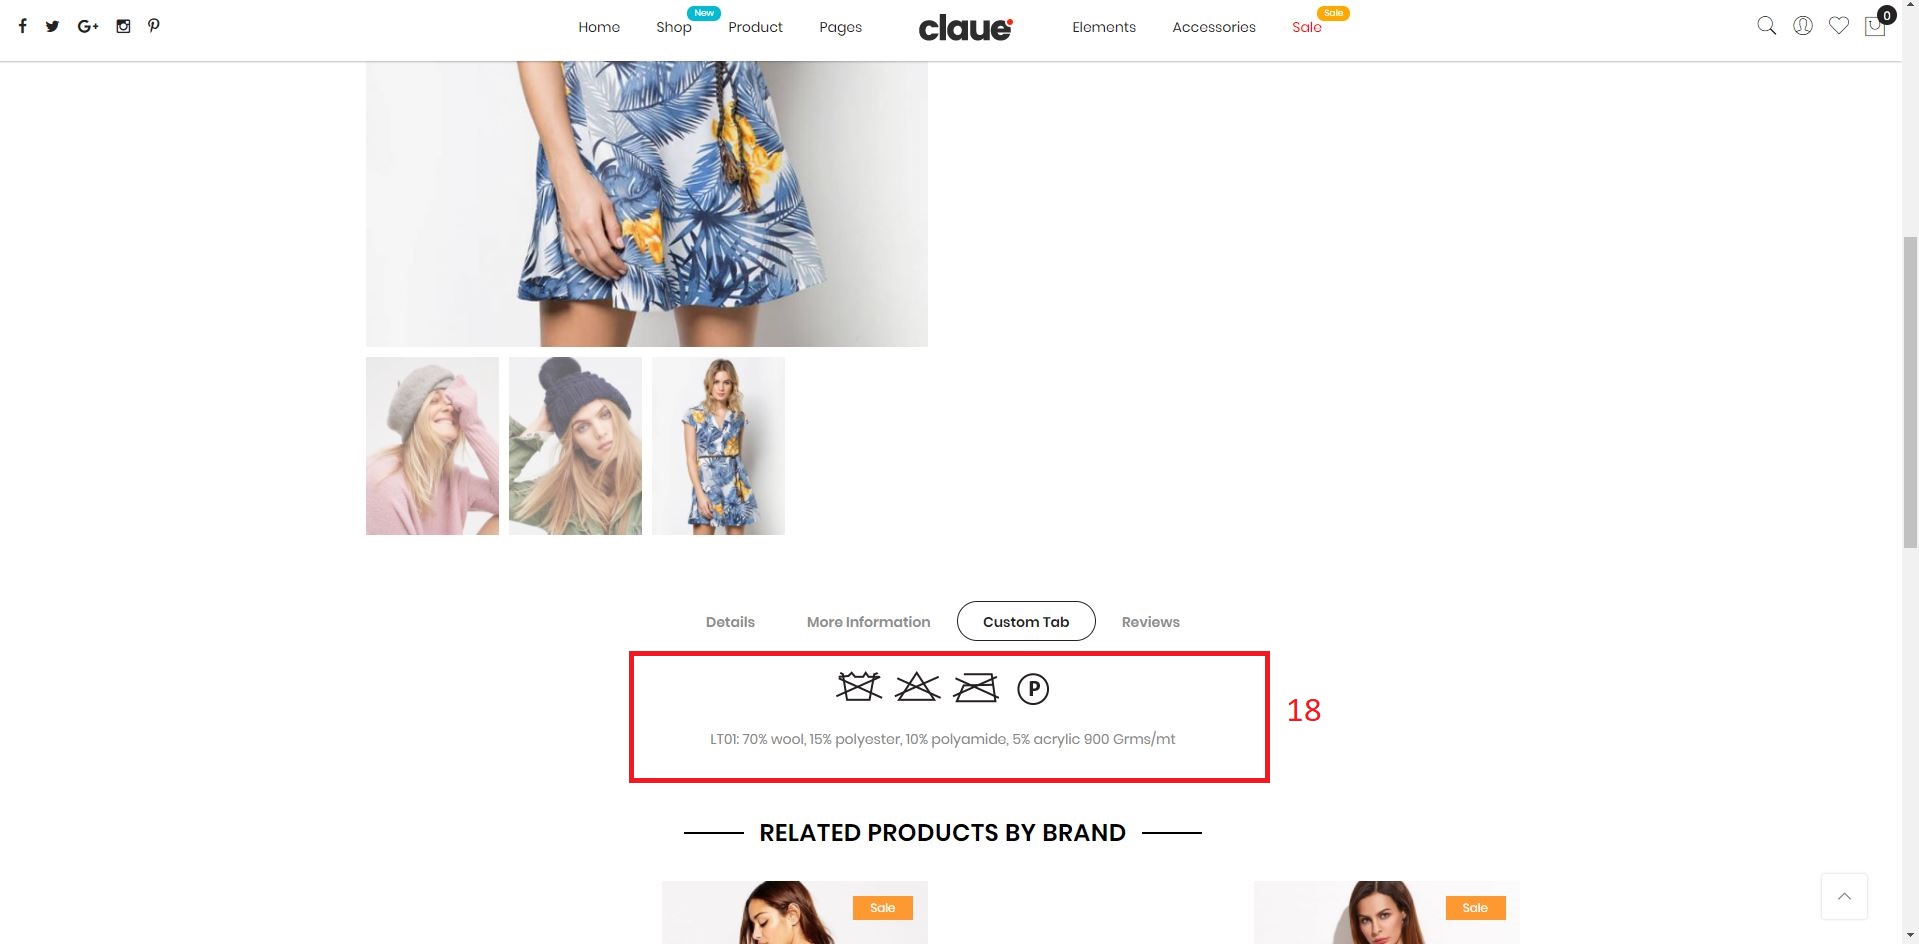 New
Sale
0
Home Shop Product Pages claue Elements Accessories Sale
Details More Information Custom Tab Reviews
P
18
LT01: 70% wool, 15% polyester, 10% polyamide, 5% acrylic 900 Grms/mt
RELATED PRODUCTS BY BRAND
Sale
Sale